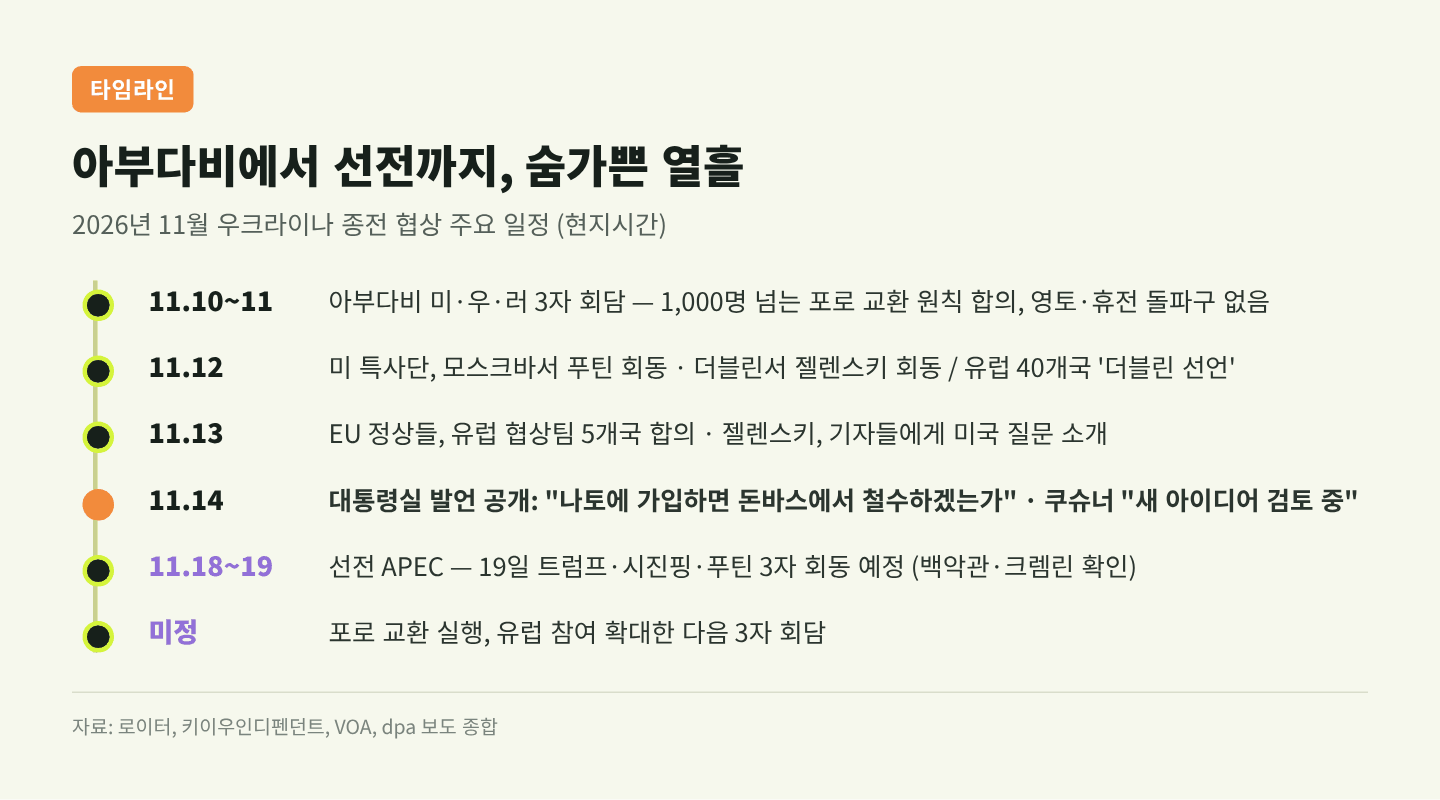 타임라인
아부다비에서 선전까지, 숨가쁜 열흘
2026년 11월 우크라이나 종전 협상 주요 일정 (현지시간)
11.10~11 아부다비 미·우·러 3자 회담 — 1,000명 넘는 포로 교환 원칙 합의, 영토·휴전 돌파구 없음
11.12 미 특사단, 모스크바서 푸틴 회동 · 더블린서 젤렌스키 회동 / 유럽 40개국 '더블린 선언'
11.13 EU 정상들, 유럽 협상팀 5개국 합의 · 젤렌스키, 기자들에게 미국 질문 소개
11.14 대통령실 발언 공개: "나토에 가입하면 돈바스에서 철수하겠는가" · 쿠슈너 "새 아이디어 검토 중"
11.18~19 선전 APEC — 19일 트럼프·시진핑·푸틴 3자 회동 예정 (백악관·크렘린 확인)
미정 포로 교환 실행, 유럽 참여 확대한 다음 3자 회담
자료: 로이터, 키이우인디펜던트, VOA, dpa 보도 종합